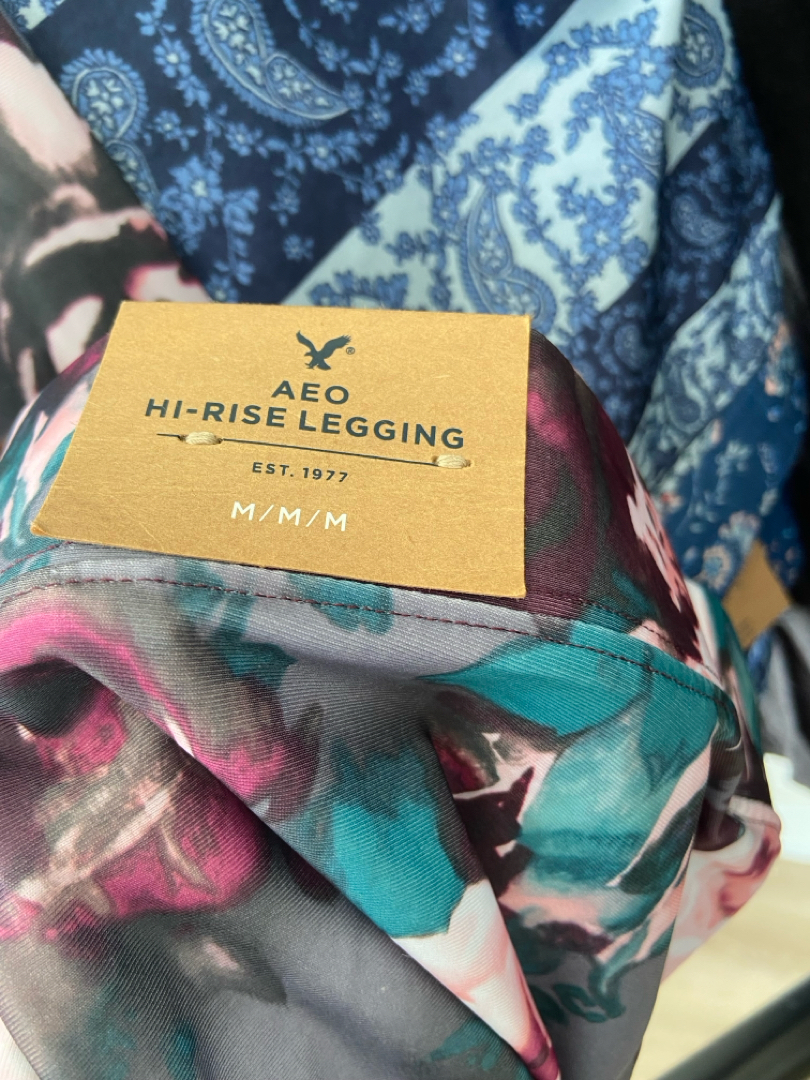 ®
AEO
HI-RISE LEGGING
EST. 1977
M/M/M